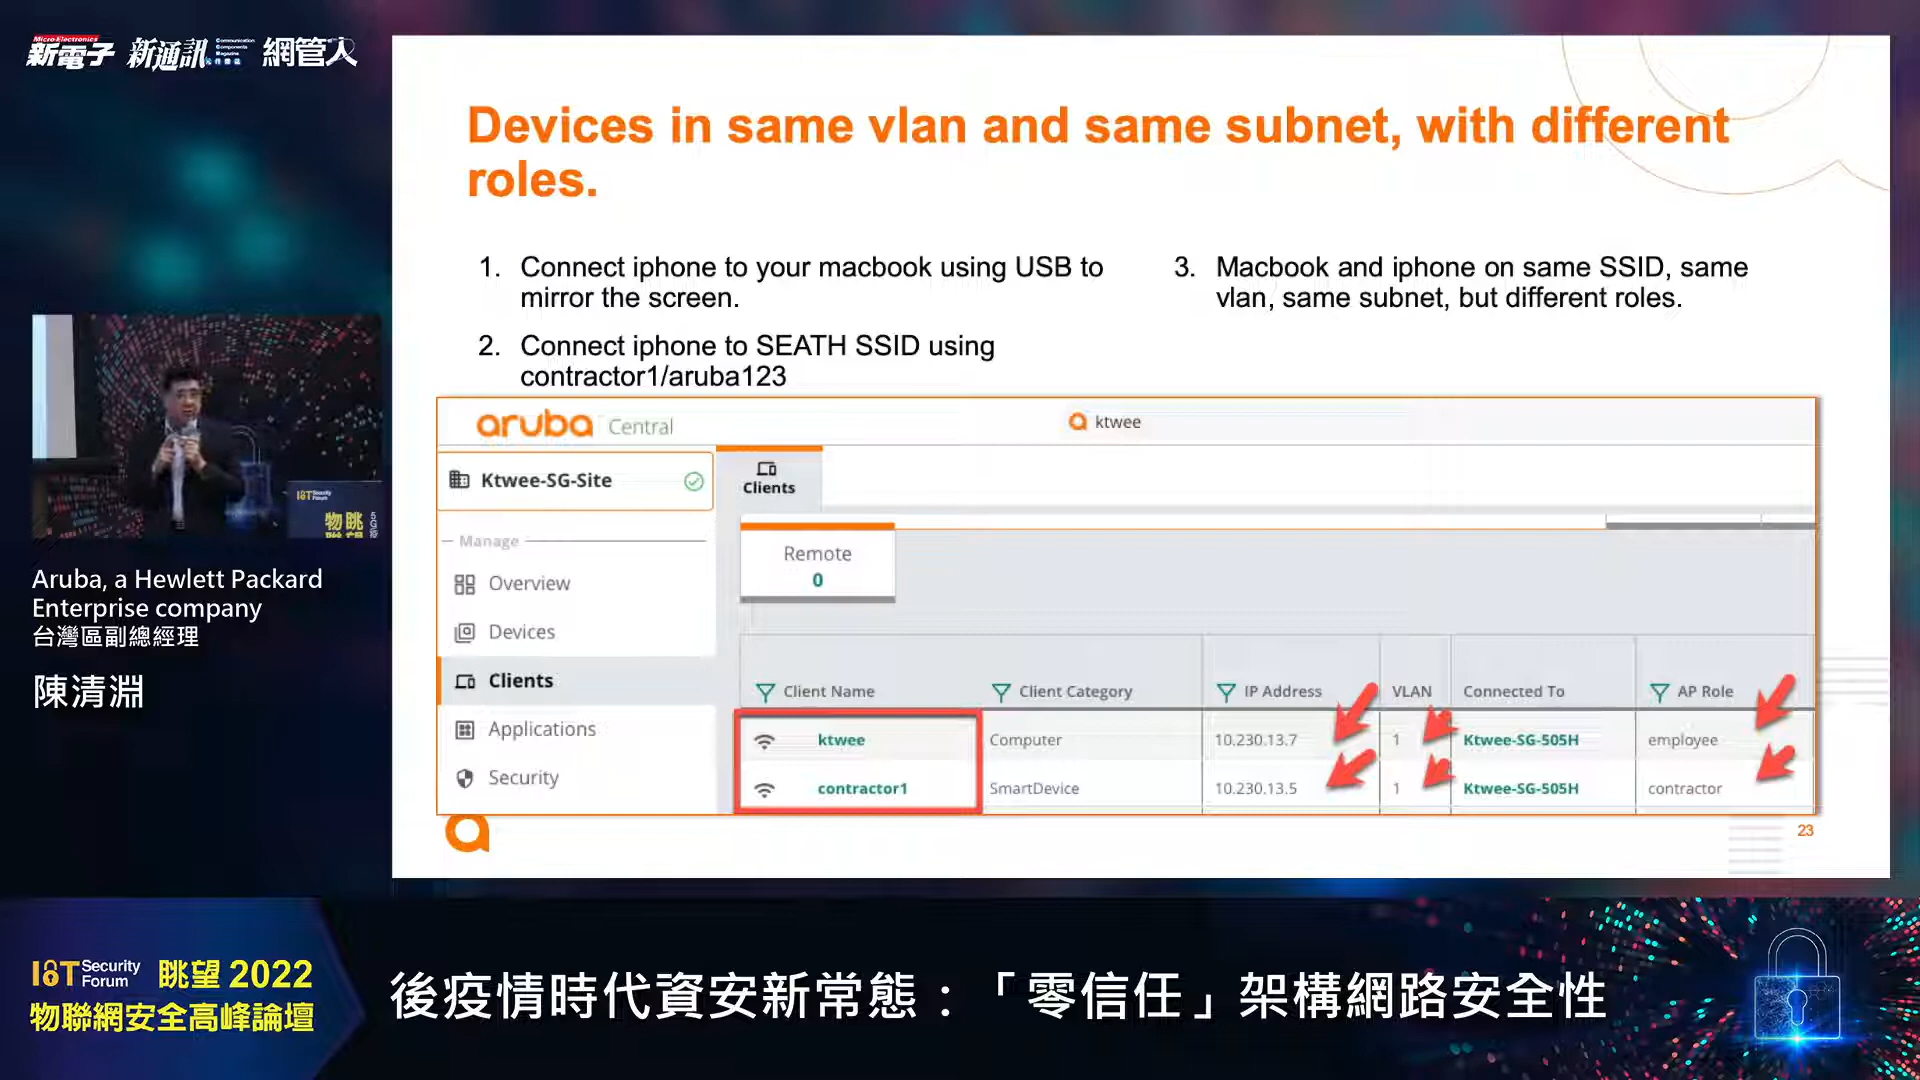 Micro-Electronics
新電子 新通訊 網管人
Devices in same vlan and same subnet, with different
roles.
1. Connect iphone to your macbook using USB to
mirror the screen.
2. Connect iphone to SEATH SSID using
contractor1/aruba123
3. Macbook and iphone on same SSID, same
vlan, same subnet, but different roles.
aruba Central
ktwee
Ktwee-SG-Site
Clients
Manage
Overview
Devices
Clients
Applications
Security
Remote
0
Client Name Client Category IP Address VLAN Connected To AP Role
ktwee Computer 10.230.13.7 1 Ktwee-SG-505H employee
contractor1 SmartDevice 10.230.13.5 1 Ktwee-SG-505H contractor
23
Aruba, a Hewlett Packard
Enterprise company
台灣區副總經理
陳清淵
IoT Security Forum 眺望 2022
物聯網安全高峰論壇
後疫情時代資安新常態：「零信任」架構網路安全性